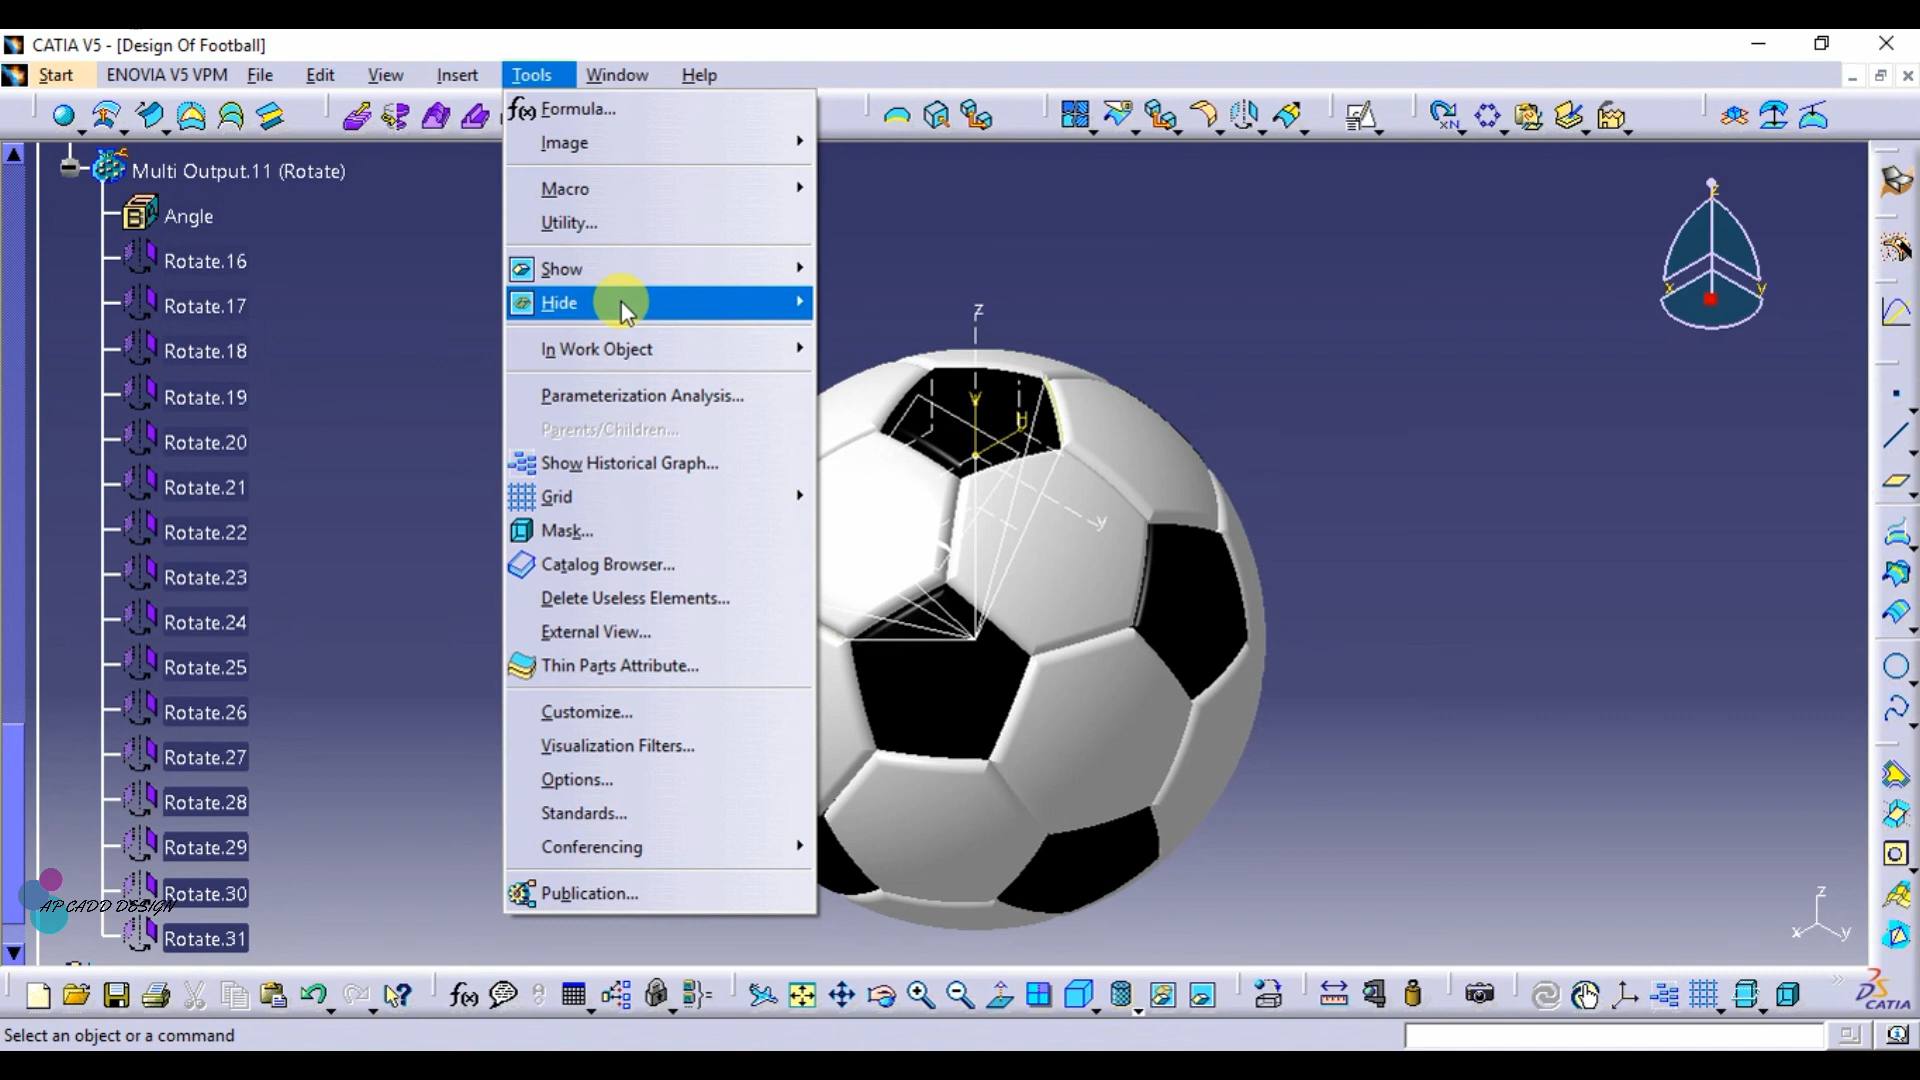 CATIA V5 - [Design Of Football]
Start ENOVIA V5 VPM File Edit View Insert Tools Window Help
Formula...
Image
Macro
Utility...
Show
Hide
In Work Object
Parameterization Analysis...
Parents/Children...
Show Historical Graph...
Grid
Mask...
Catalog Browser...
Delete Useless Elements...
External View...
Thin Parts Attribute...
Customize...
Visualization Filters...
Options...
Standards...
Conferencing
Publication...
Multi Output.11 (Rotate)
Angle
Rotate.16
Rotate.17
Rotate.18
Rotate.19
Rotate.20
Rotate.21
Rotate.22
Rotate.23
Rotate.24
Rotate.25
Rotate.26
Rotate.27
Rotate.28
Rotate.29
Rotate.30
Rotate.31
AP CADD DESIGN
z
y
V
H
z
x
y
z
x
y
CATIA
Select an object or a command